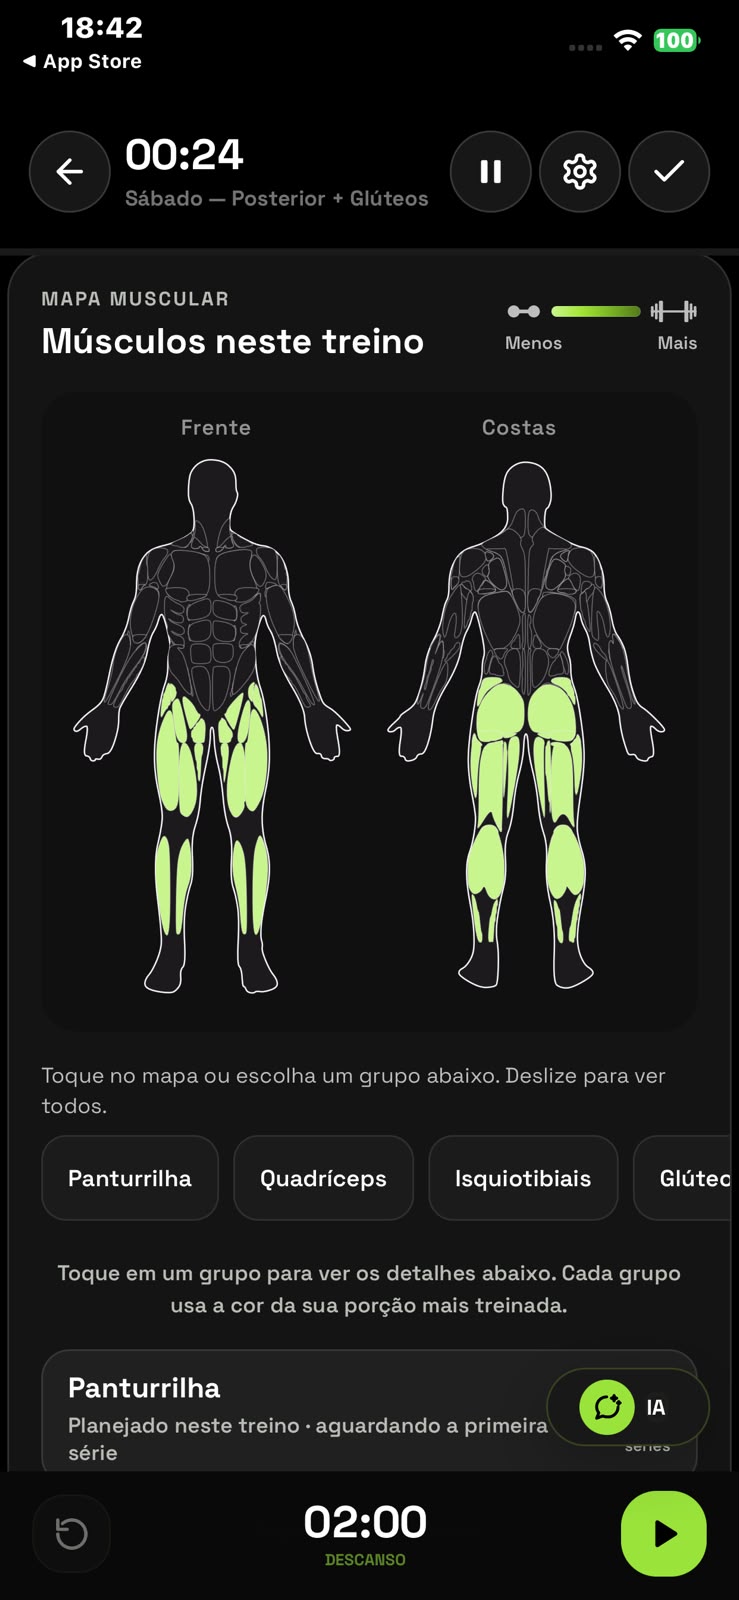 18:42
100
◀ App Store
00:24
Sábado — Posterior + Glúteos
MAPA MUSCULAR
Músculos neste treino
Menos
Mais
Frente
Costas
Toque no mapa ou escolha um grupo abaixo. Deslize para ver
todos.
Panturrilha
Quadríceps
Isquiotibiais
Glúteo
Toque em um grupo para ver os detalhes abaixo. Cada grupo
usa a cor da sua porção mais treinada.
Panturrilha
Planejado neste treino · aguardando a primeira
série
IA
séries
02:00
DESCANSO